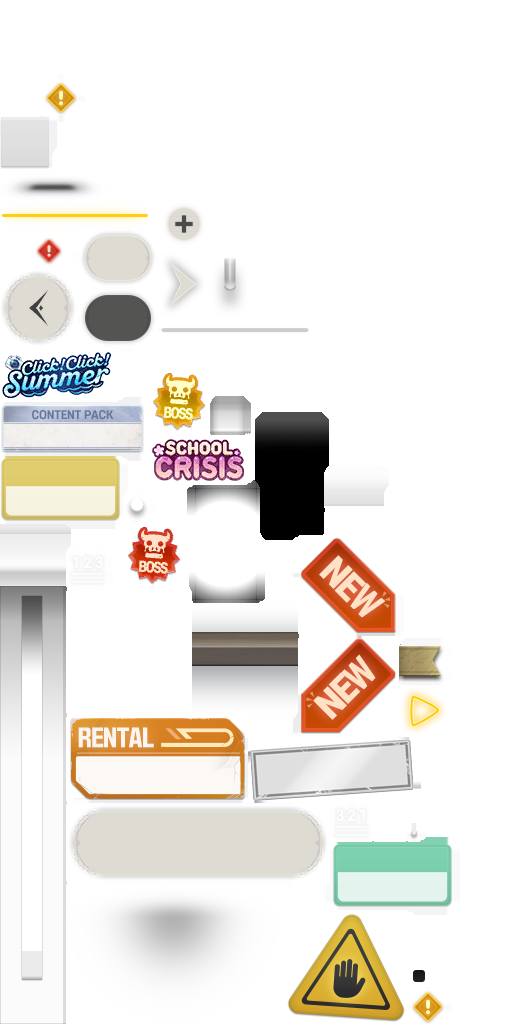 Click! Click!
Summer
CONTENT PACK
BOSS
SCHOOL
CRISIS
123
BOSS
NEW
NEW
RENTAL
321